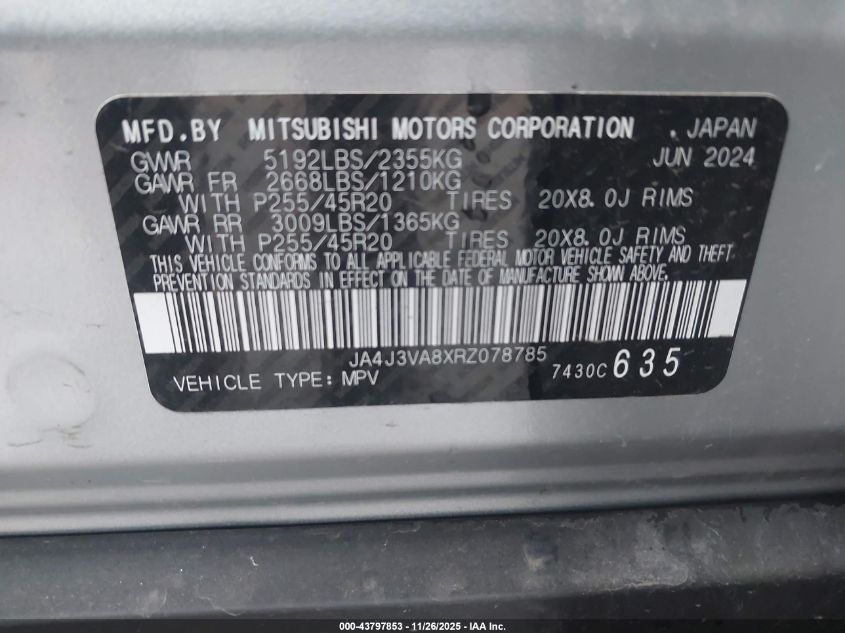 MFD.BY MITSUBISHI MOTORS CORPORATION . JAPAN
GVWR 5192LBS/2355KG JUN 2024
GAWR FR 2668LBS/1210KG
WITH P255/45R20 TIRES 20X8.0J RIMS
GAWR RR 3009LBS/1365KG
WITH P255/45R20 TIRES 20X8.0J RIMS
THIS VEHICLE CONFORMS TO ALL APPLICABLE FEDERAL MOTOR VEHICLE SAFETY AND THEFT
PREVENTION STANDARDS IN EFFECT ON THE DATE OF MANUFACTURE SHOWN ABOVE.
JA4J3VA8XRZ078785
VEHICLE TYPE: MPV 7430C 635
000-43797853 | 11/26/2025 - IAA Inc.